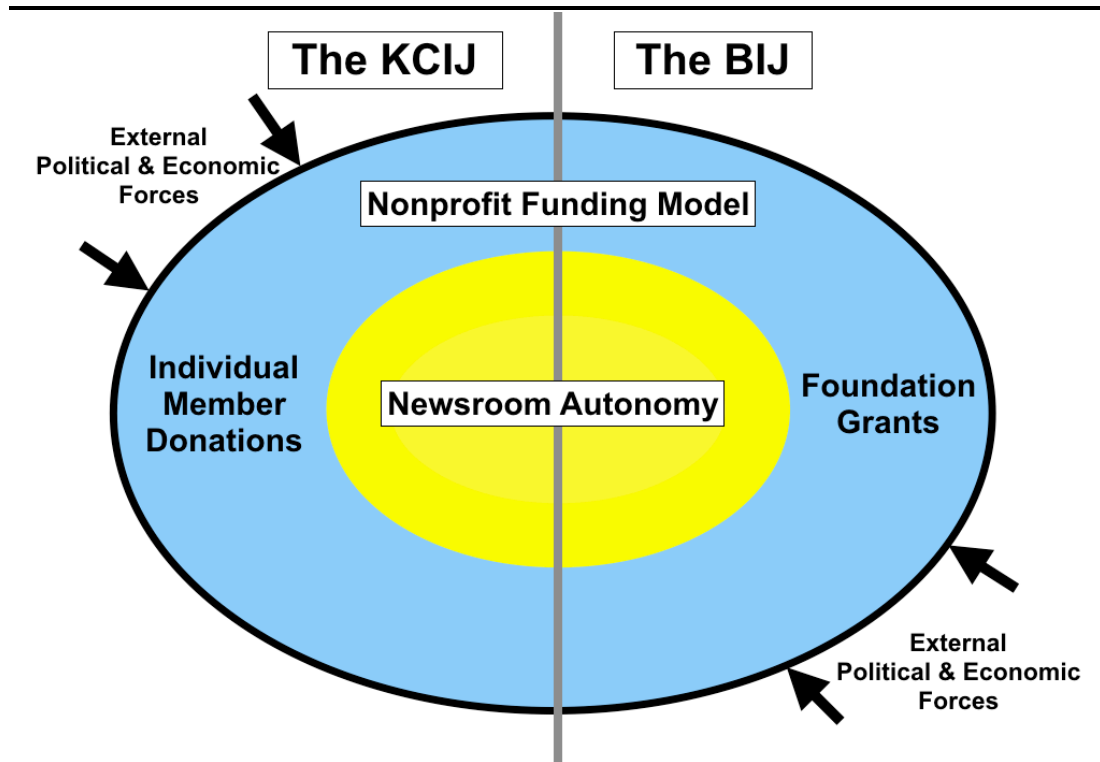 The KCIJ
The BIJ
External
Political & Economic
Forces
Nonprofit Funding Model
Individual
Member
Donations
Newsroom Autonomy
Foundation
Grants
External
Political & Economic
Forces